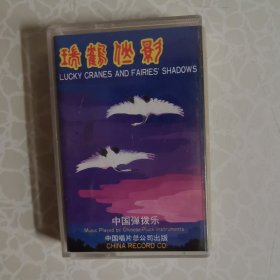 瑞鹤仙影
LUCKY CRANES AND FAIRIES' SHADOWS
中国弹拨乐
Music Played by Chinese Pluck Instruments
中国唱片总公司出版
CHINA RECORD CO.